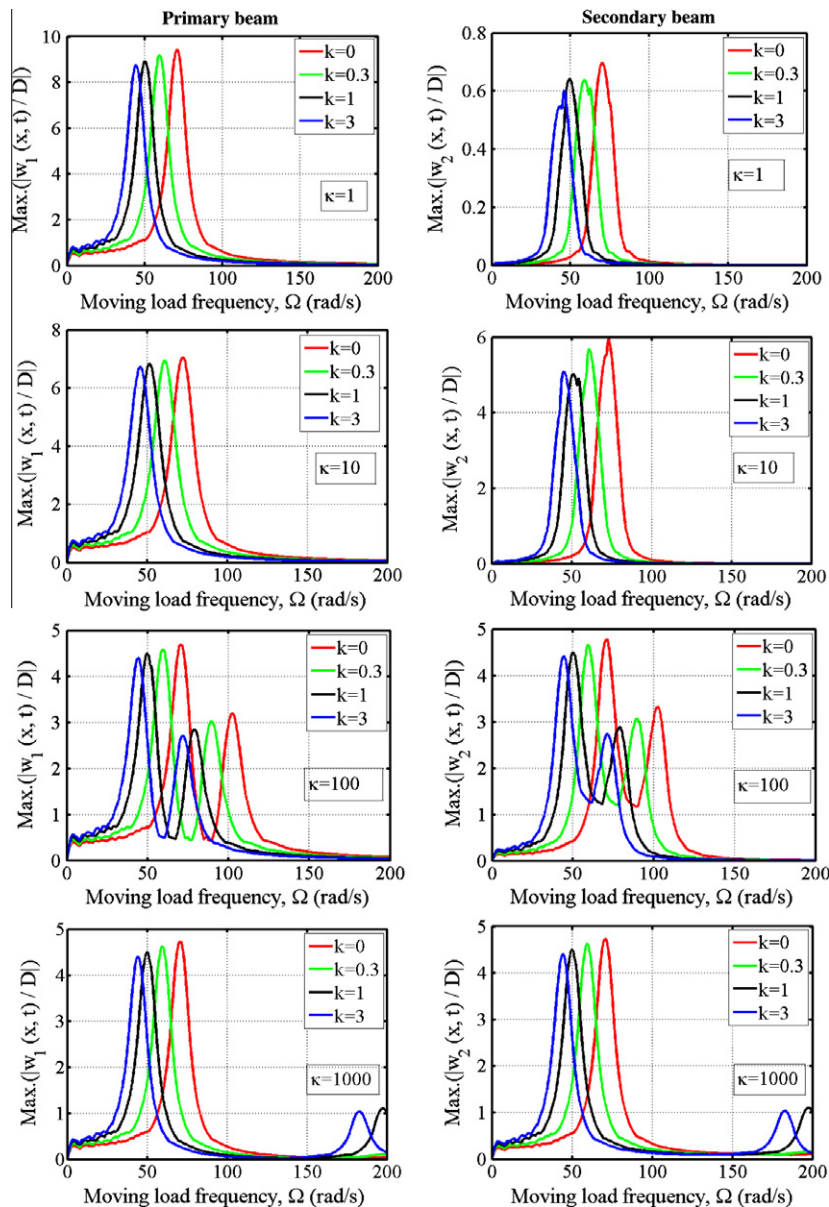 Primary beam
Max.(|w1 (x, t) / D|)
10
8
6
4
2
0
k=0
k=0.3
k=1
k=3
κ=1
0 50 100 150 200
Moving load frequency, Ω (rad/s)
Secondary beam
Max.(|w2 (x, t) / D|)
0.8
0.6
0.4
0.2
0
k=0
k=0.3
k=1
k=3
κ=1
0 50 100 150 200
Moving load frequency, Ω (rad/s)
Max.(|w1 (x, t) / D|)
8
6
4
2
0
k=0
k=0.3
k=1
k=3
κ=10
0 50 100 150 200
Moving load frequency, Ω (rad/s)
Max.(|w2 (x, t) / D|)
6
4
2
0
k=0
k=0.3
k=1
k=3
κ=10
0 50 100 150 200
Moving load frequency, Ω (rad/s)
Max.(|w1 (x, t) / D|)
5
4
3
2
1
0
k=0
k=0.3
k=1
k=3
κ=100
0 50 100 150 200
Moving load frequency, Ω (rad/s)
Max.(|w2 (x, t) / D|)
5
4
3
2
1
0
k=0
k=0.3
k=1
k=3
κ=100
0 50 100 150 200
Moving load frequency, Ω (rad/s)
Max.(|w1 (x, t) / D|)
5
4
3
2
1
0
k=0
k=0.3
k=1
k=3
κ=1000
0 50 100 150 200
Moving load frequency, Ω (rad/s)
Max.(|w2 (x, t) / D|)
5
4
3
2
1
0
k=0
k=0.3
k=1
k=3
κ=1000
0 50 100 150 200
Moving load frequency, Ω (rad/s)